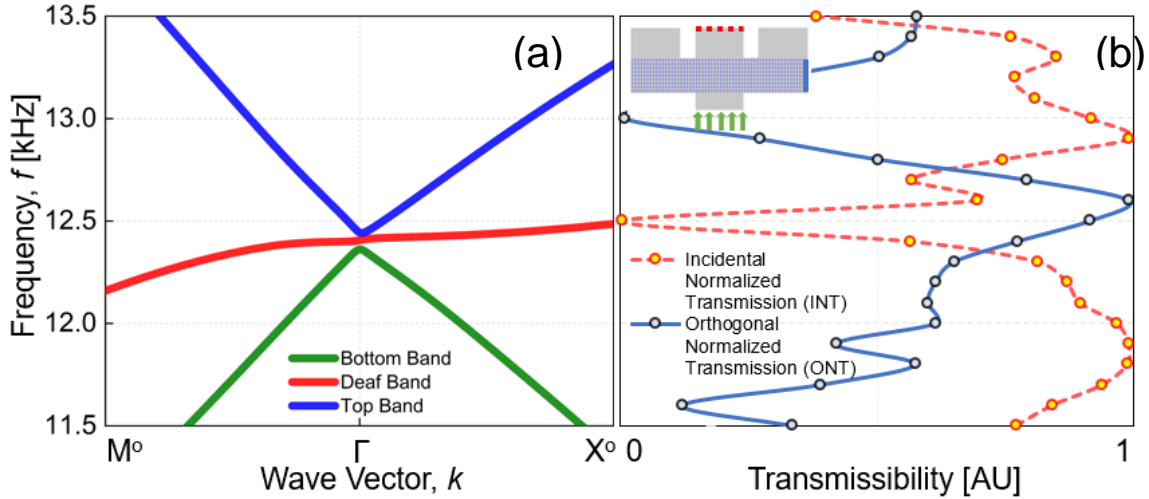 13.5
13.0
12.5
12.0
11.5
Frequency, f [kHz]
(a)
Bottom Band
Deaf Band
Top Band
Mº
Γ
Xº
Wave Vector, k
(b)
Incidental
Normalized
Transmission (INT)
Orthogonal
Normalized
Transmission (ONT)
0
1
Transmissibility [AU]